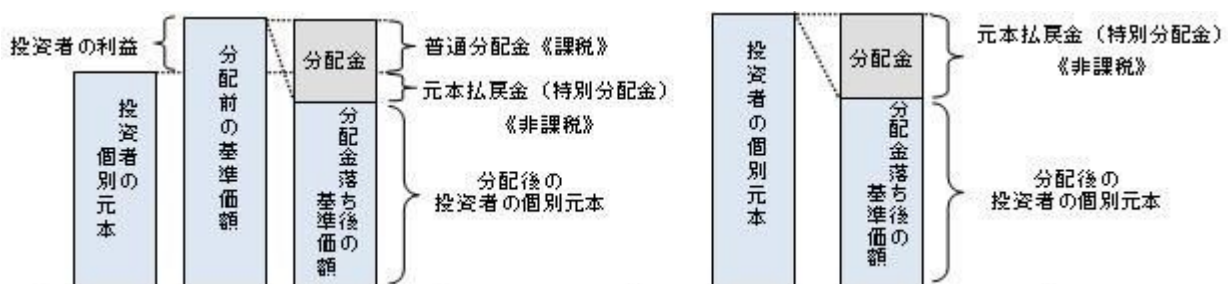 投資者の利益
投資者の
個別元本
分配前の基準価額
分配金
分配金落ち後の
基準価額
普通分配金《課税》
元本払戻金（特別分配金）
《非課税》
分配後の
投資者の個別元本
投資者の個別元本
分配金
分配金落ち後の
基準価額
元本払戻金（特別分配金）
《非課税》
分配後の
投資者の個別元本